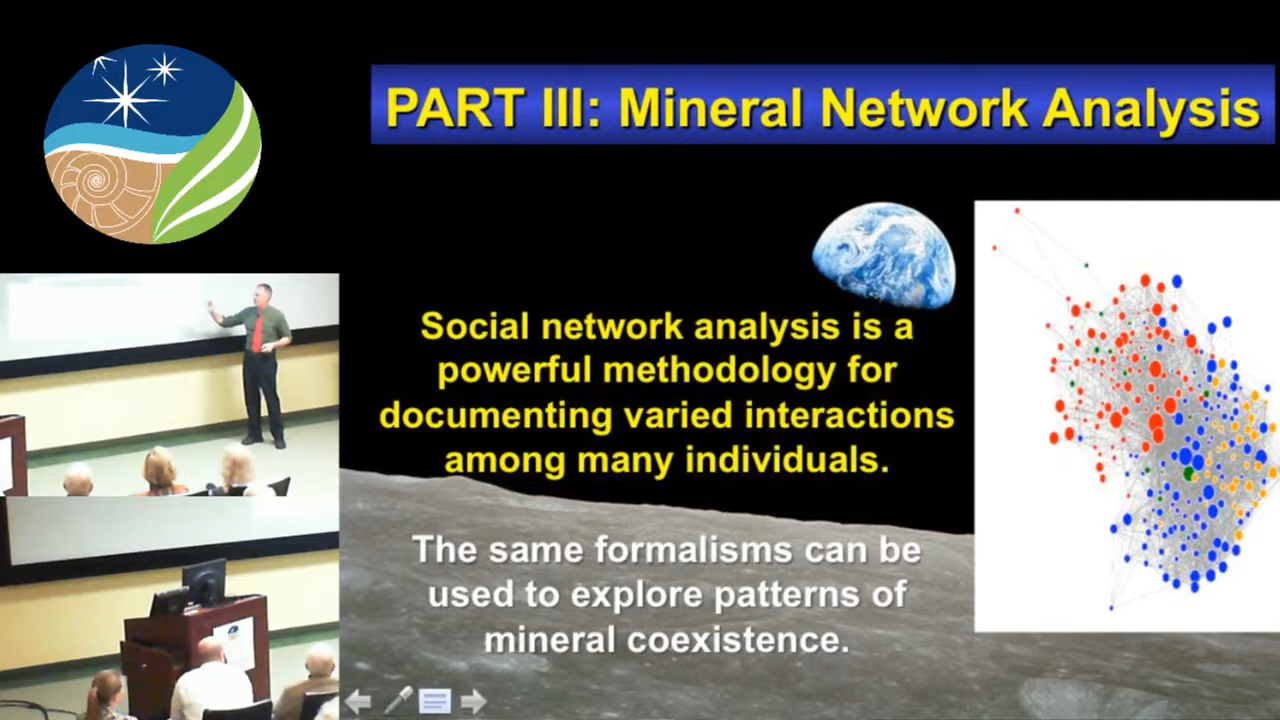 PART III: Mineral Network Analysis
Social network analysis is a
powerful methodology for
documenting varied interactions
among many individuals.
The same formalisms can be
used to explore patterns of
mineral coexistence.